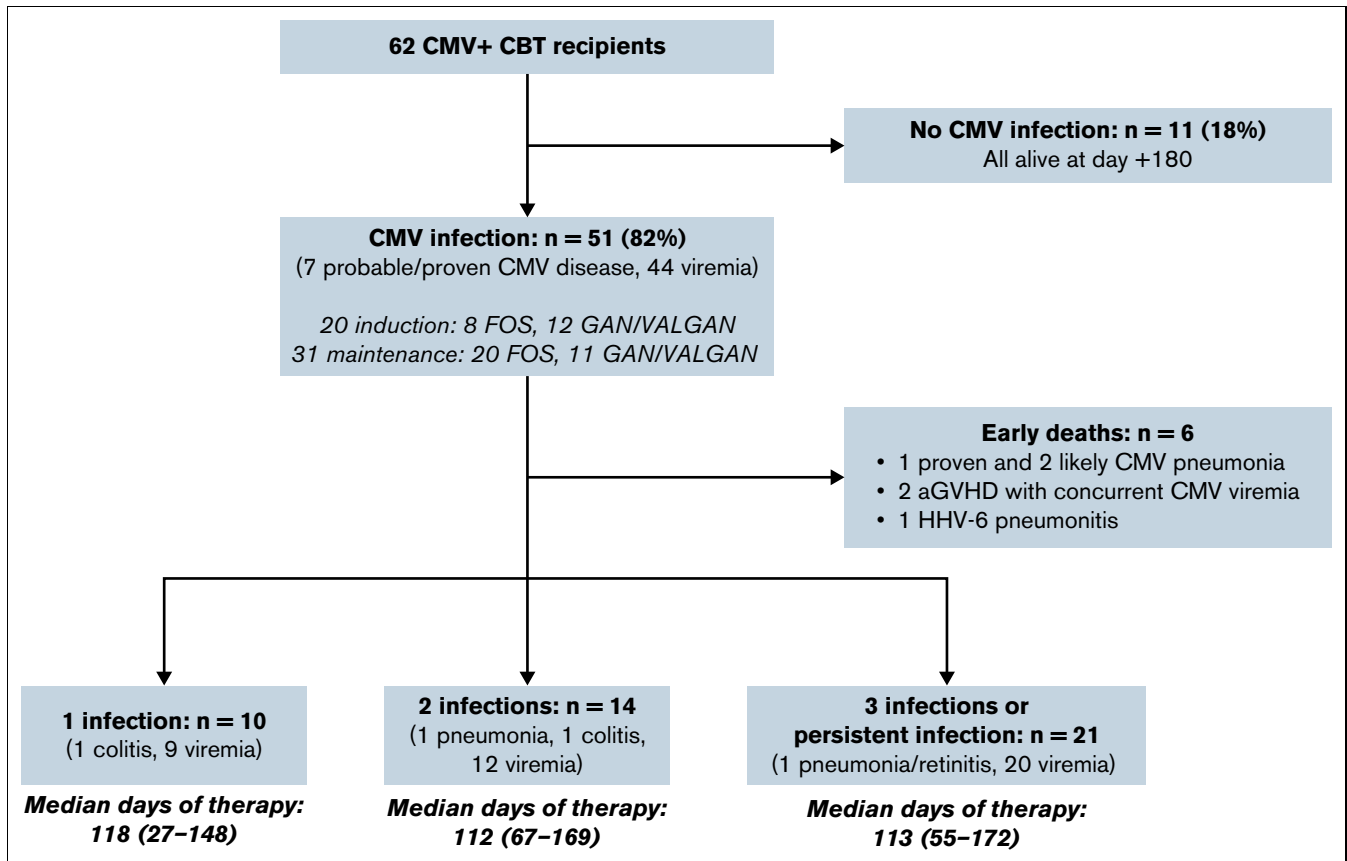 62 CMV+ CBT recipients
No CMV infection: n = 11 (18%)
All alive at day +180
CMV infection: n = 51 (82%)
(7 probable/proven CMV disease, 44 viremia)
20 induction: 8 FOS, 12 GAN/VALGAN
31 maintenance: 20 FOS, 11 GAN/VALGAN
Early deaths: n = 6
• 1 proven and 2 likely CMV pneumonia
• 2 aGVHD with concurrent CMV viremia
• 1 HHV-6 pneumonitis
1 infection: n = 10
(1 colitis, 9 viremia)
Median days of therapy:
118 (27–148)
2 infections: n = 14
(1 pneumonia, 1 colitis,
12 viremia)
Median days of therapy:
112 (67–169)
3 infections or
persistent infection: n = 21
(1 pneumonia/retinitis, 20 viremia)
Median days of therapy:
113 (55–172)